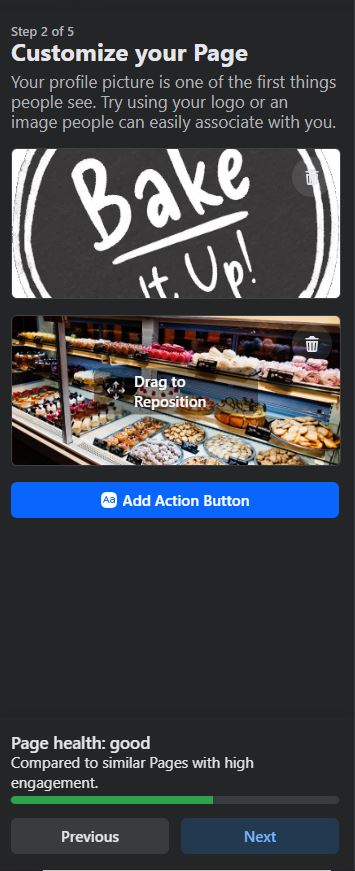 Step 2 of 5
Customize your Page
Your profile picture is one of the first things
people see. Try using your logo or an
image people can easily associate with you.
Bake
It Up!
Drag to
Reposition
Aa Add Action Button
Page health: good
Compared to similar Pages with high
engagement.
Previous
Next